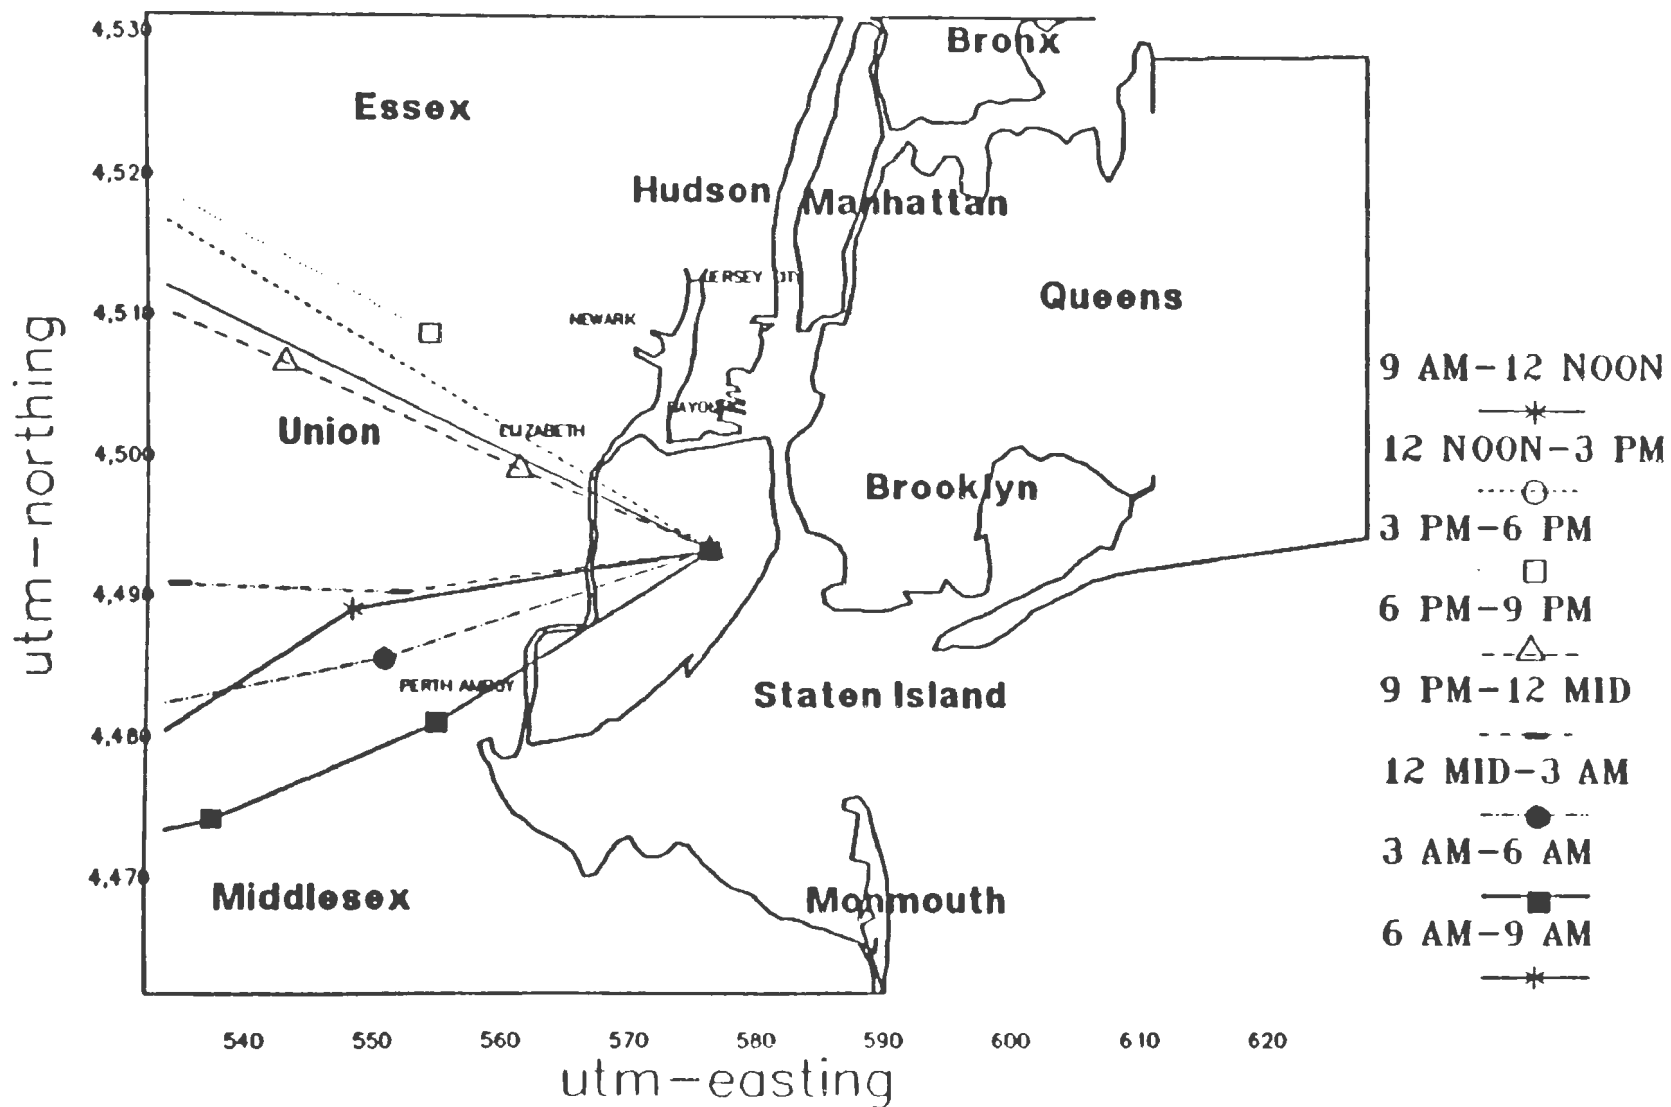 4,530
Bronx
Essex
4,520
Hudson
Manhattan
JERSEY CITY
Queens
4,510
NEWARK
utm-northing
9 AM-12 NOON
BAYONNE
Union
ELIZABETH
4,500
12 NOON-3 PM
Brooklyn
3 PM-6 PM
4,490
6 PM-9 PM
PERTH AMBOY
Staten Island
9 PM-12 MID
4,480
12 MID-3 AM
3 AM-6 AM
4,470
Middlesex
Monmouth
6 AM-9 AM
540 550 560 570 580 590 600 610 620
utm-easting